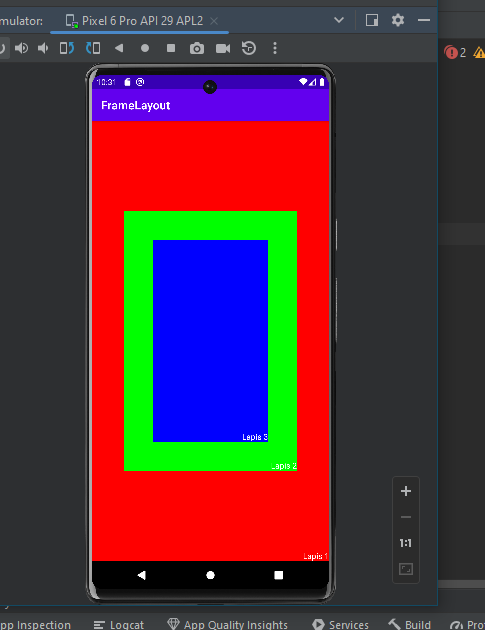 mulator:
Pixel 6 Pro API 29 APL2
2
10:31
FrameLayout
Lapis 3
Lapis 2
Lapis 1
1:1
pp Inspection
Logcat
App Quality Insights
Services
Build
Pro